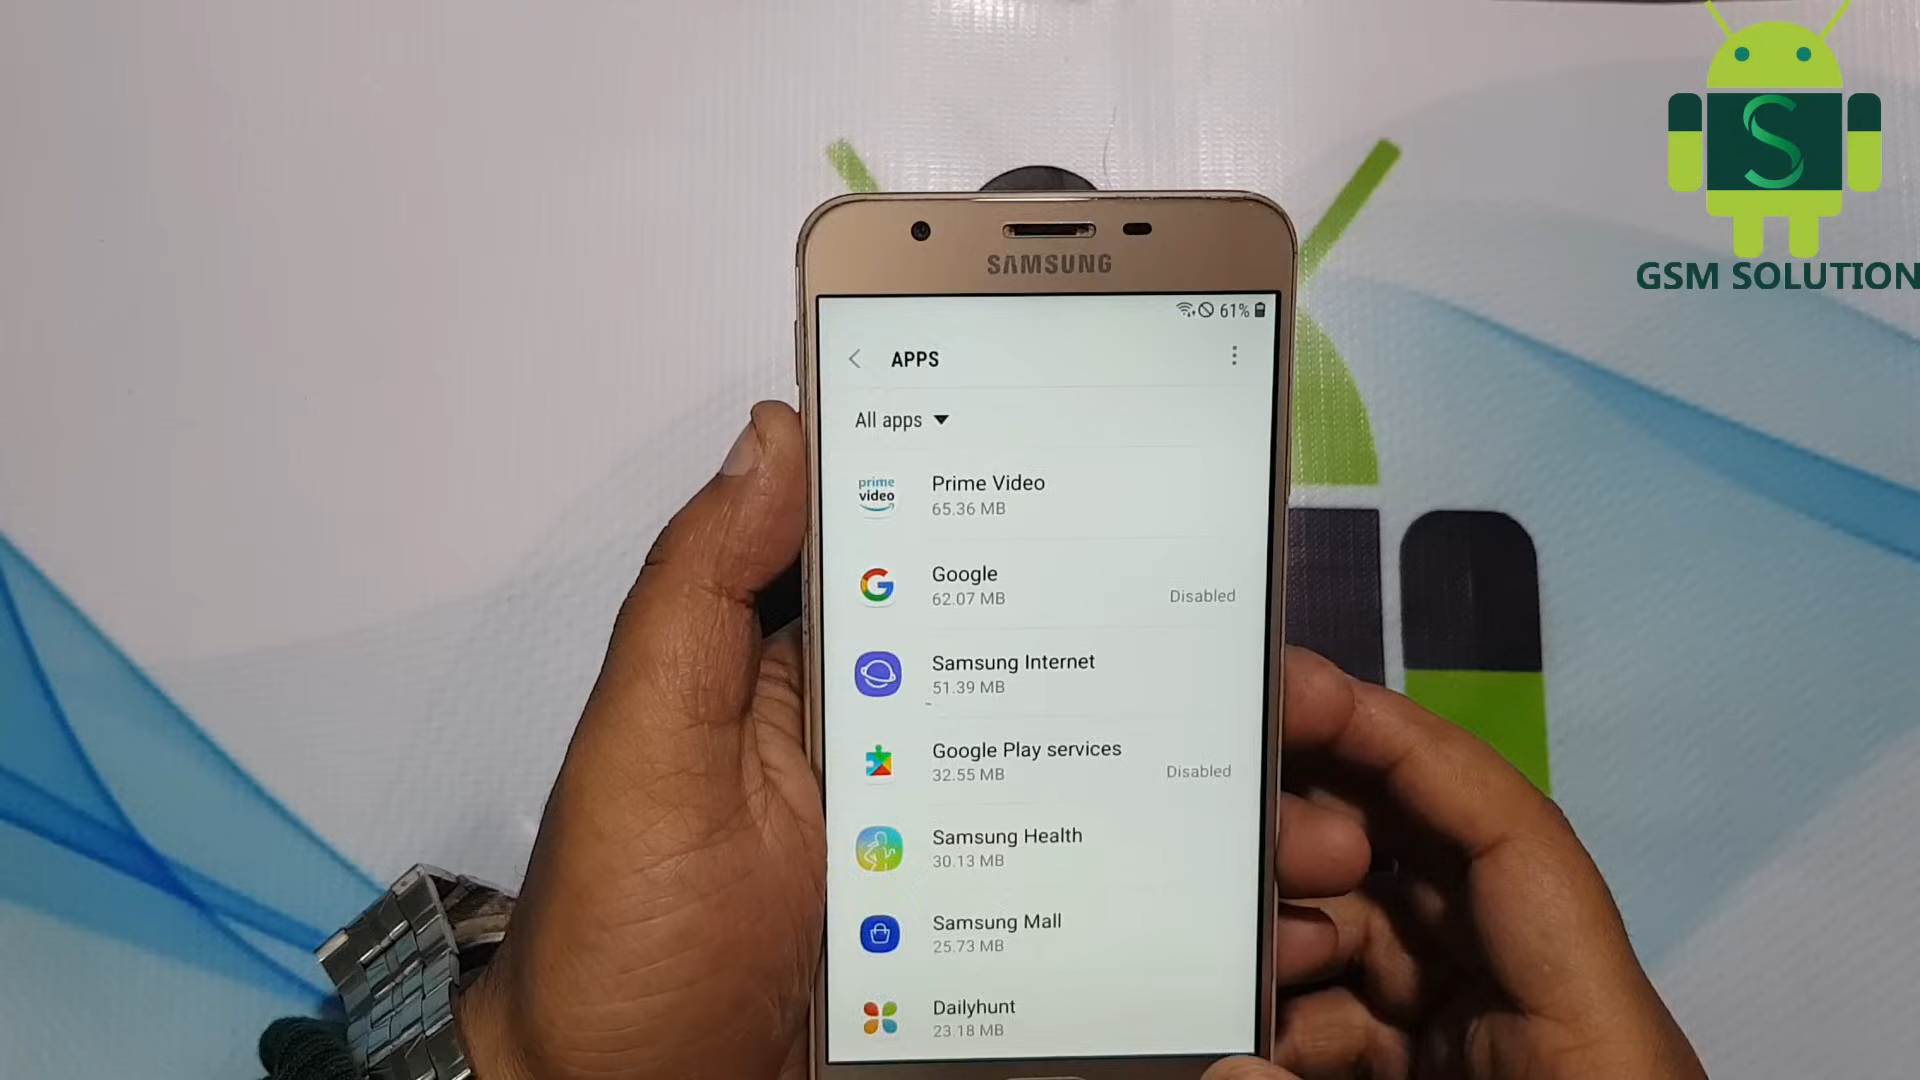 S
GSM SOLUTION
SAMSUNG
61%
APPS
All apps
prime
video
Prime Video
65.36 MB
Google
62.07 MB
Disabled
Samsung Internet
51.39 MB
Google Play services
32.55 MB
Disabled
Samsung Health
30.13 MB
Samsung Mall
25.73 MB
Dailyhunt
23.18 MB